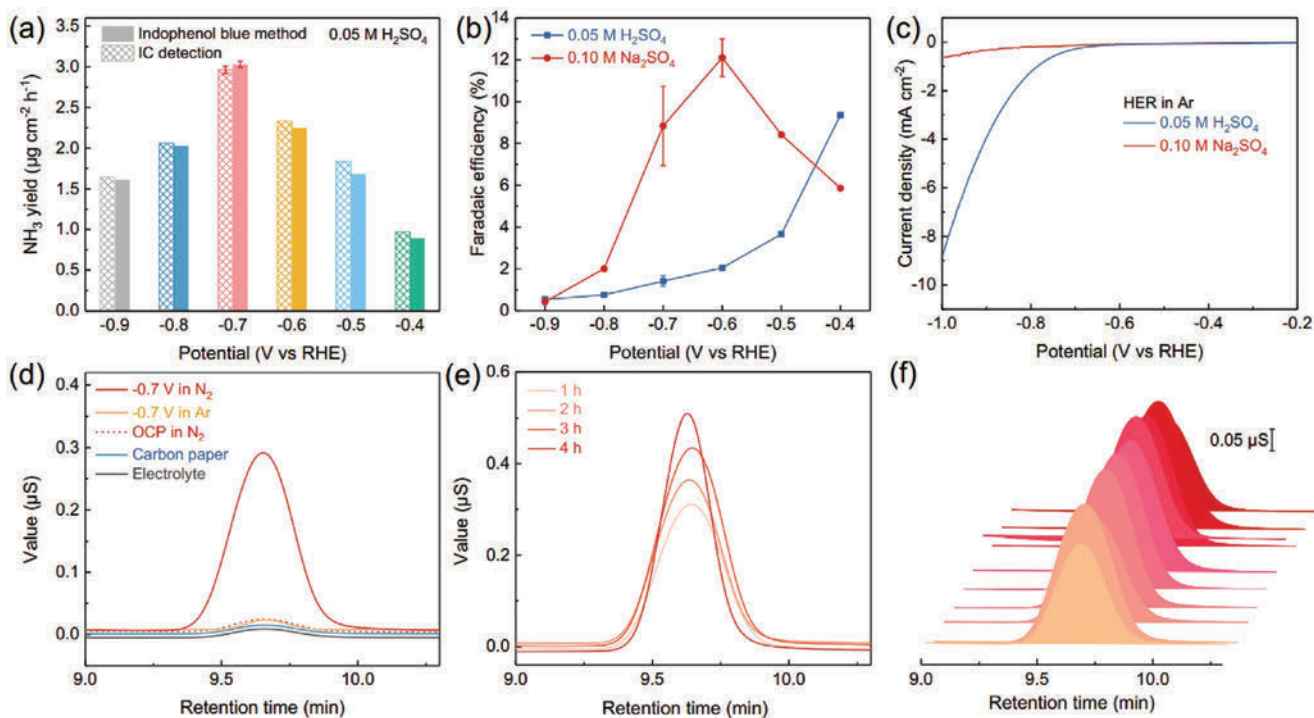 (a)
Indophenol blue method 0.05 M H₂SO₄
IC detection
3.5
3.0
2.5
2.0
1.5
1.0
0.5
0.0
NH₃ yield (µg cm⁻² h⁻¹)
-0.9 -0.8 -0.7 -0.6 -0.5 -0.4
Potential (V vs RHE)
(b)
0.05 M H₂SO₄
0.10 M Na₂SO₄
14
12
10
8
6
4
2
0
Faradaic efficiency (%)
-0.9 -0.8 -0.7 -0.6 -0.5 -0.4
Potential (V vs RHE)
(c)
0
-2
-4
-6
-8
-10
Current density (mA cm⁻²)
HER in Ar
0.05 M H₂SO₄
0.10 M Na₂SO₄
-1.0 -0.8 -0.6 -0.4 -0.2
Potential (V vs RHE)
(d)
-0.7 V in N₂
-0.7 V in Ar
OCP in N₂
Carbon paper
Electrolyte
0.4
0.3
0.2
0.1
0.0
Value (µS)
9.0 9.5 10.0
Retention time (min)
(e)
1 h
2 h
3 h
4 h
0.6
0.4
0.2
0.0
Value (µS)
9.0 9.5 10.0
Retention time (min)
(f)
0.05 µS
9.0 9.5 10.0
Retention time (min)